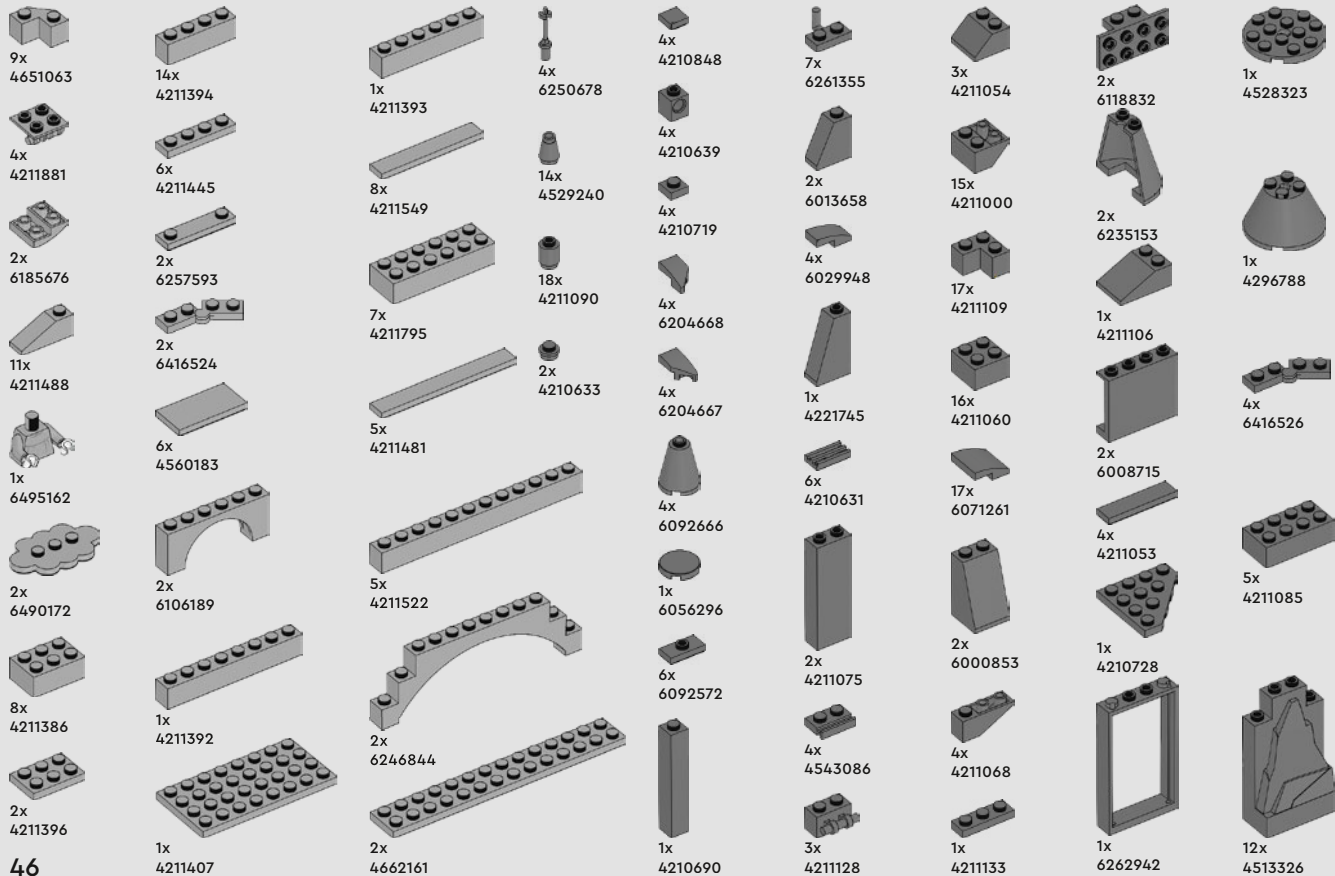 9x
4651063
4x
4211881
2x
6185676
11x
4211488
1x
6495162
2x
6490172
8x
4211386
2x
4211396
14x
4211394
6x
4211445
2x
6257593
2x
6416524
6x
4560183
2x
6106189
1x
4211392
1x
4211407
1x
4211393
8x
4211549
7x
4211795
5x
4211481
5x
4211522
2x
6246844
2x
4662161
4x
6250678
14x
4529240
18x
4211090
2x
4210633
4x
4210848
4x
4210639
4x
4210719
4x
6204668
4x
6204667
4x
6092666
1x
6056296
6x
6092572
1x
4210690
7x
6261355
2x
6013658
4x
6029948
1x
4221745
6x
4210631
2x
4211075
4x
4543086
3x
4211128
3x
4211054
15x
4211000
17x
4211109
16x
4211060
17x
6071261
2x
6000853
4x
4211068
1x
4211133
2x
6118832
2x
6235153
1x
4211106
2x
6008715
4x
4211053
1x
4210728
1x
6262942
1x
4528323
1x
4296788
4x
6416526
5x
4211085
12x
4513326
46